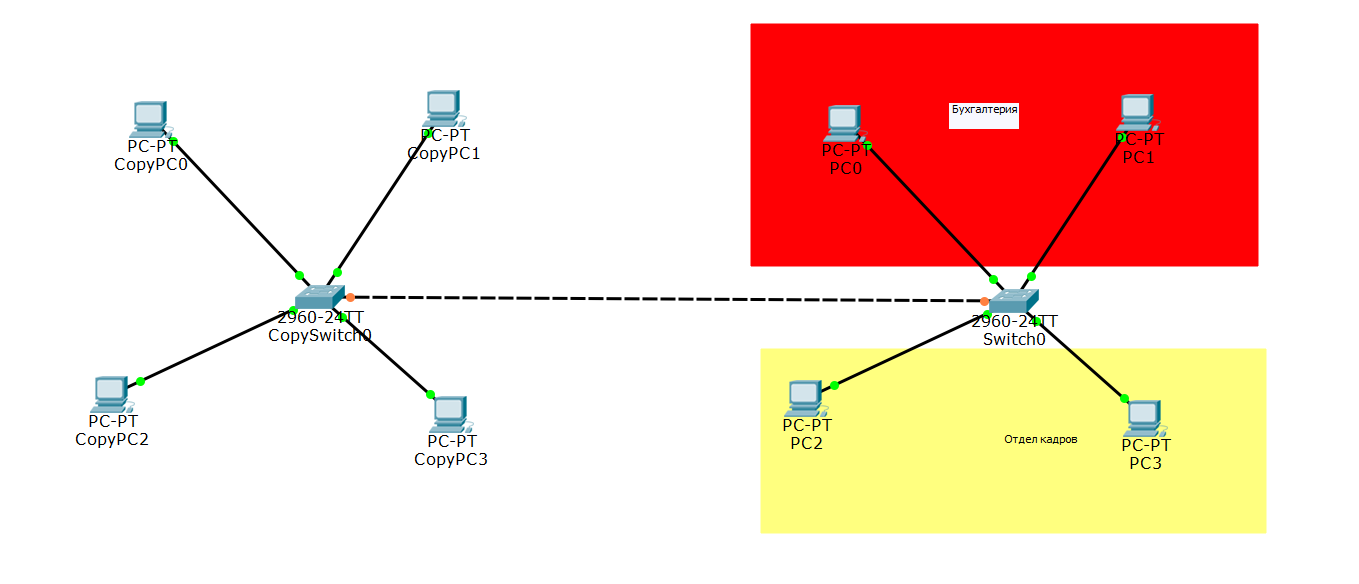 PC-PT
CopyPC0
PC-PT
CopyPC1
2960-24TT
CopySwitch0
PC-PT
CopyPC2
PC-PT
CopyPC3
Бухгалтерия
PC-PT
PC0
PC-PT
PC1
2960-24TT
Switch0
PC-PT
PC2
Отдел кадров
PC-PT
PC3